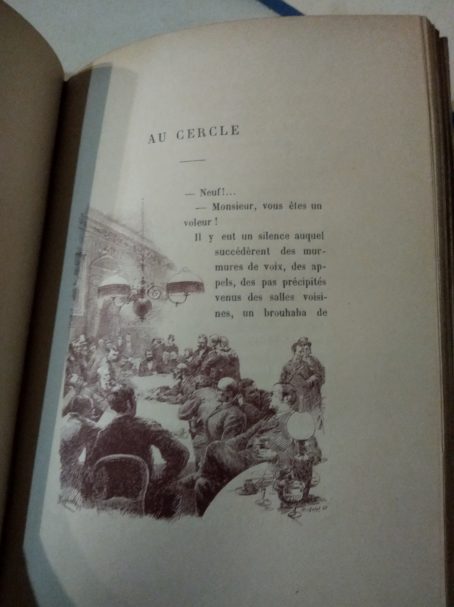 AU CERCLE
— Neuf!...
— Monsieur, vous êtes un
voleur!
Il y eut un silence auquel
succédèrent des mur-
mures de voix, des ap-
pels, des pas précipités
venus des salles voisi-
nes, un brouhaha de